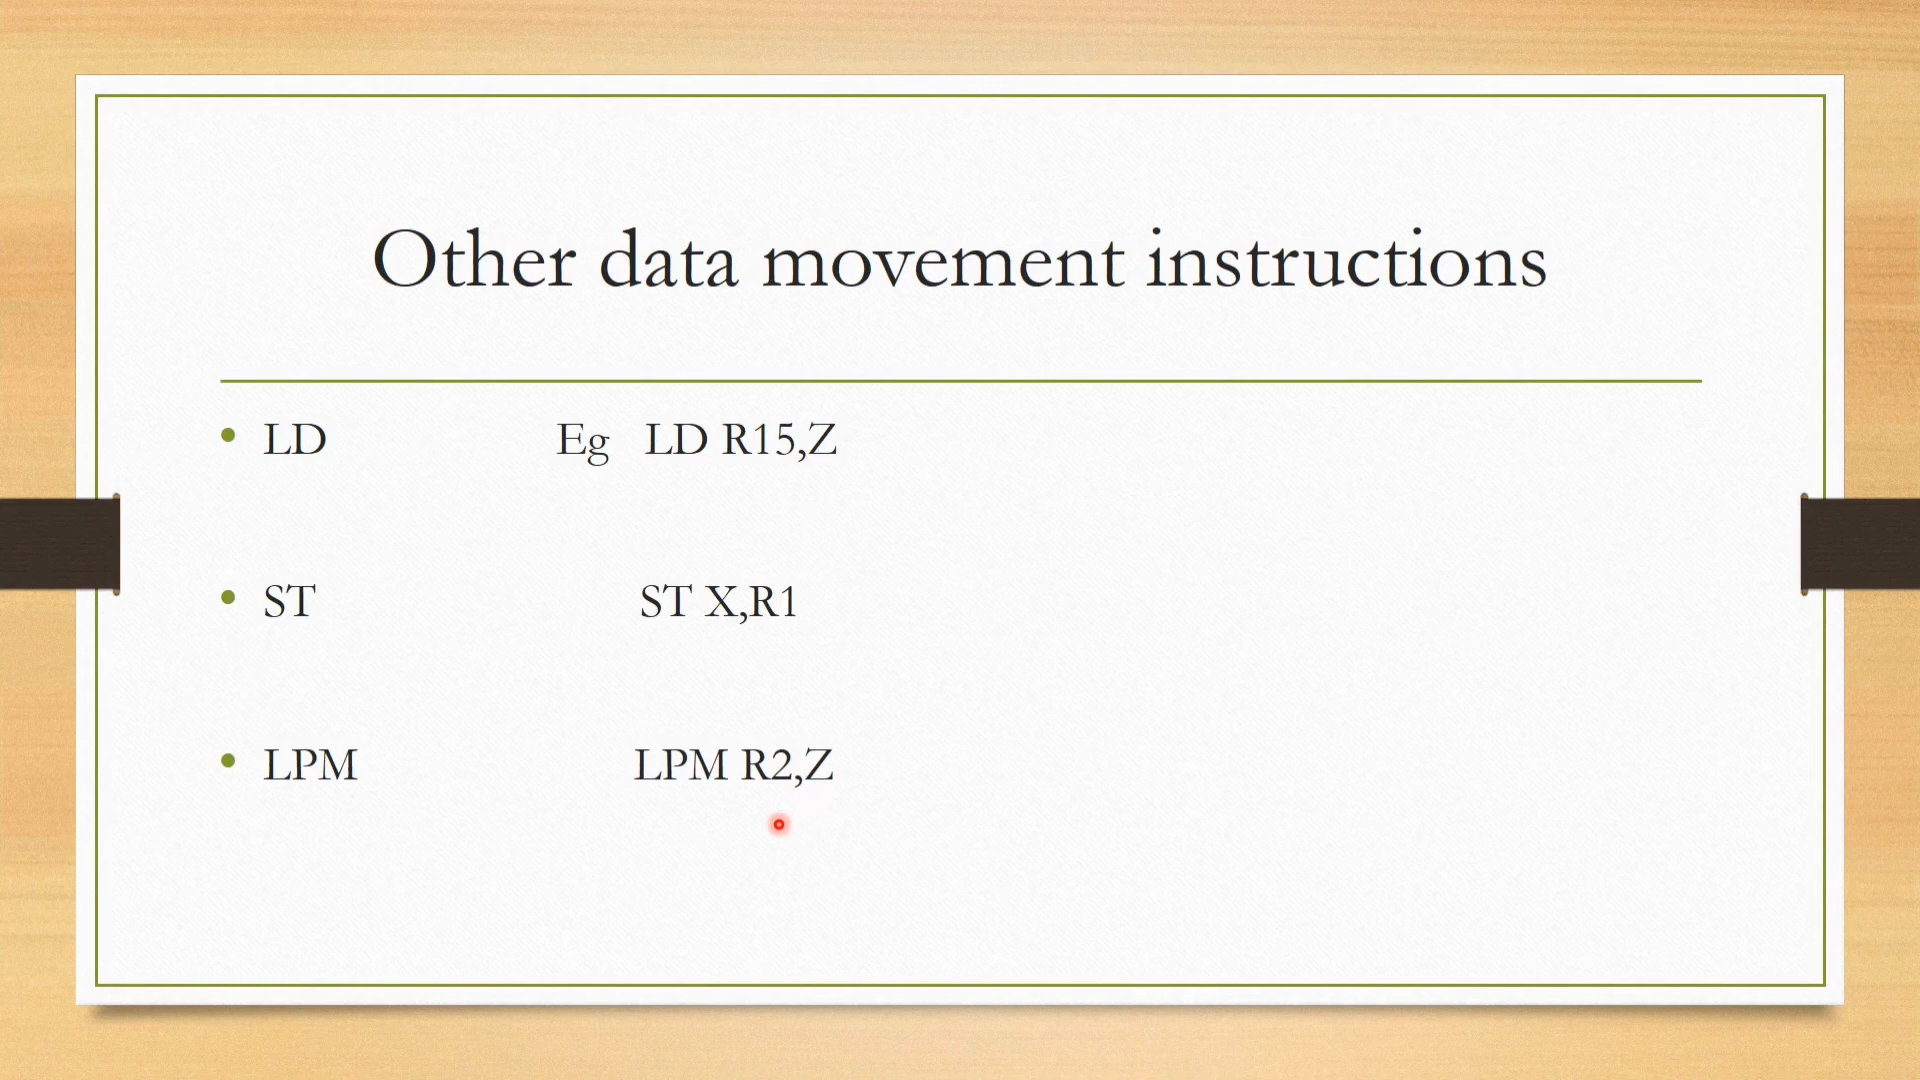 Other data movement instructions
• LD Eg LD R15,Z
• ST ST X,R1
• LPM LPM R2,Z